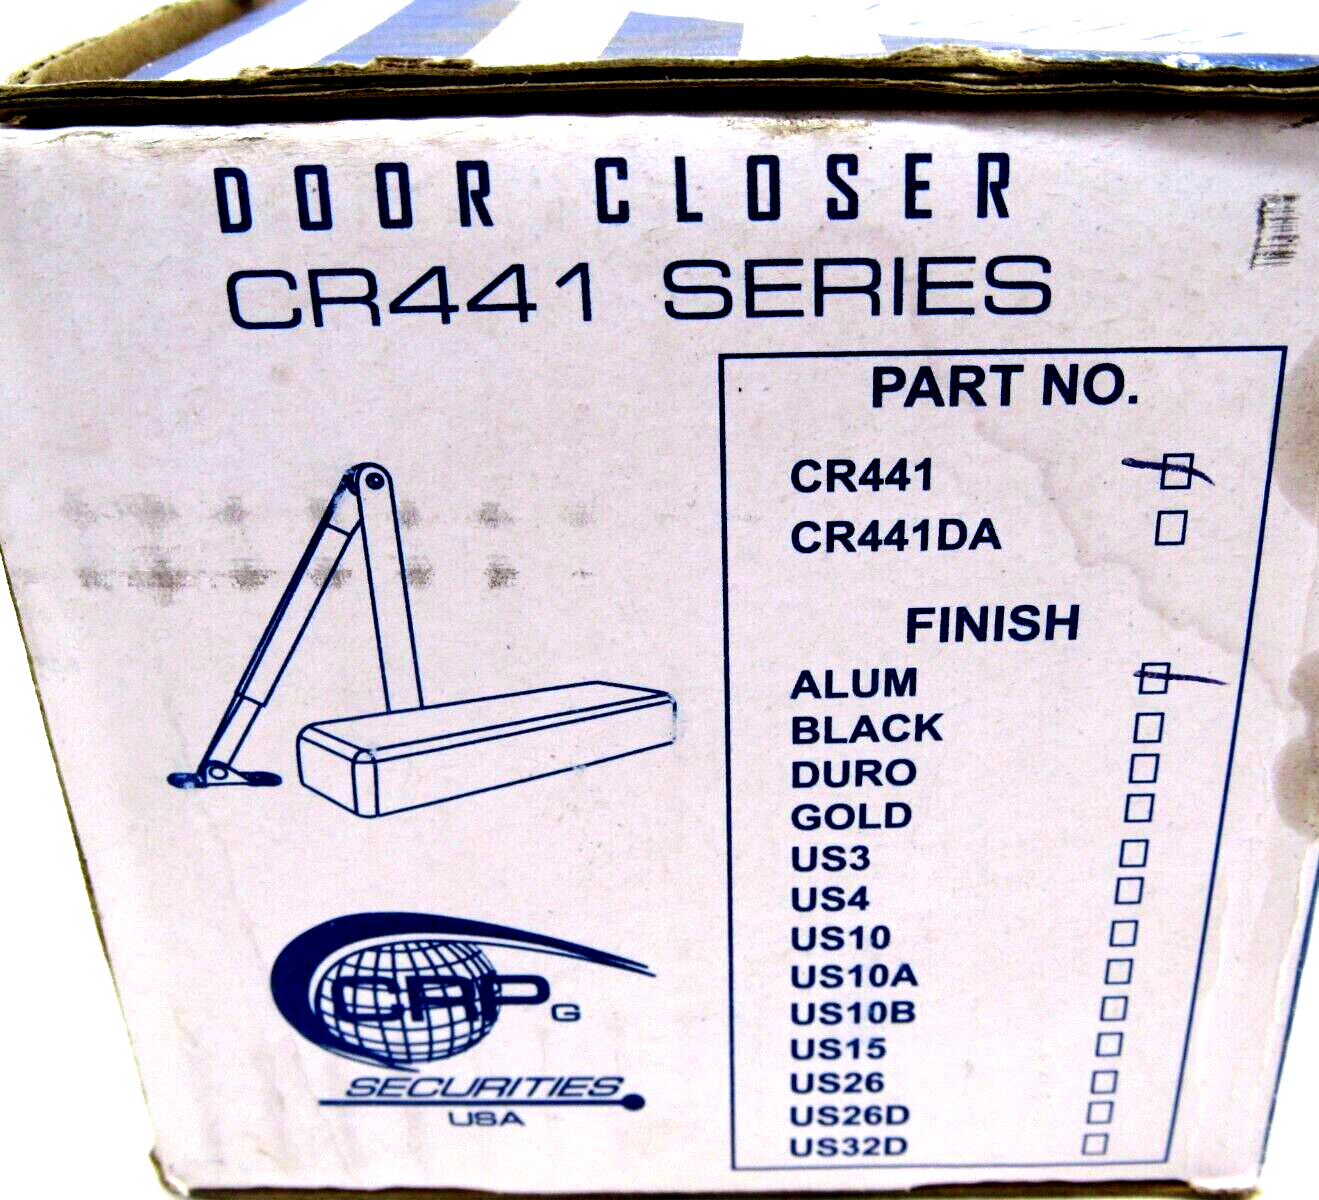 DOOR CLOSER
CR441 SERIES
PART NO.
CR441
CR441DA
FINISH
ALUM
BLACK
DURO
GOLD
US3
US4
US10
US10A
US10B
US15
US26
US26D
US32D
CRP G
SECURITIES
USA